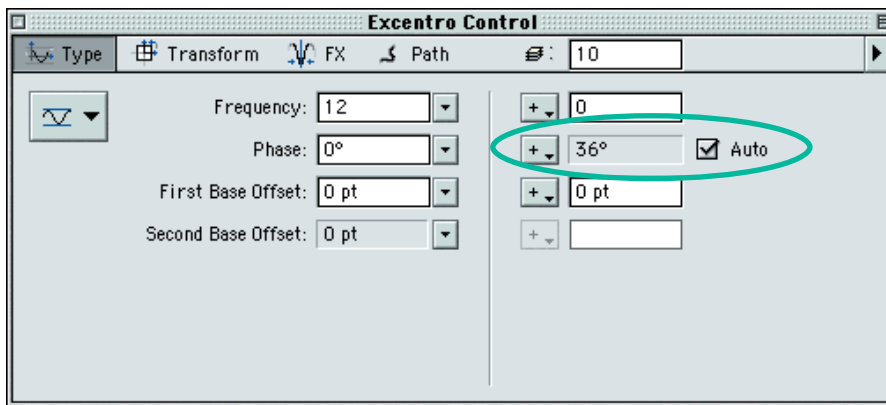 Excentro Control
Type Transform FX Path : 10
Frequency: 12 + 0
Phase: 0° + 36° Auto
First Base Offset: 0 pt + 0 pt
Second Base Offset: 0 pt +